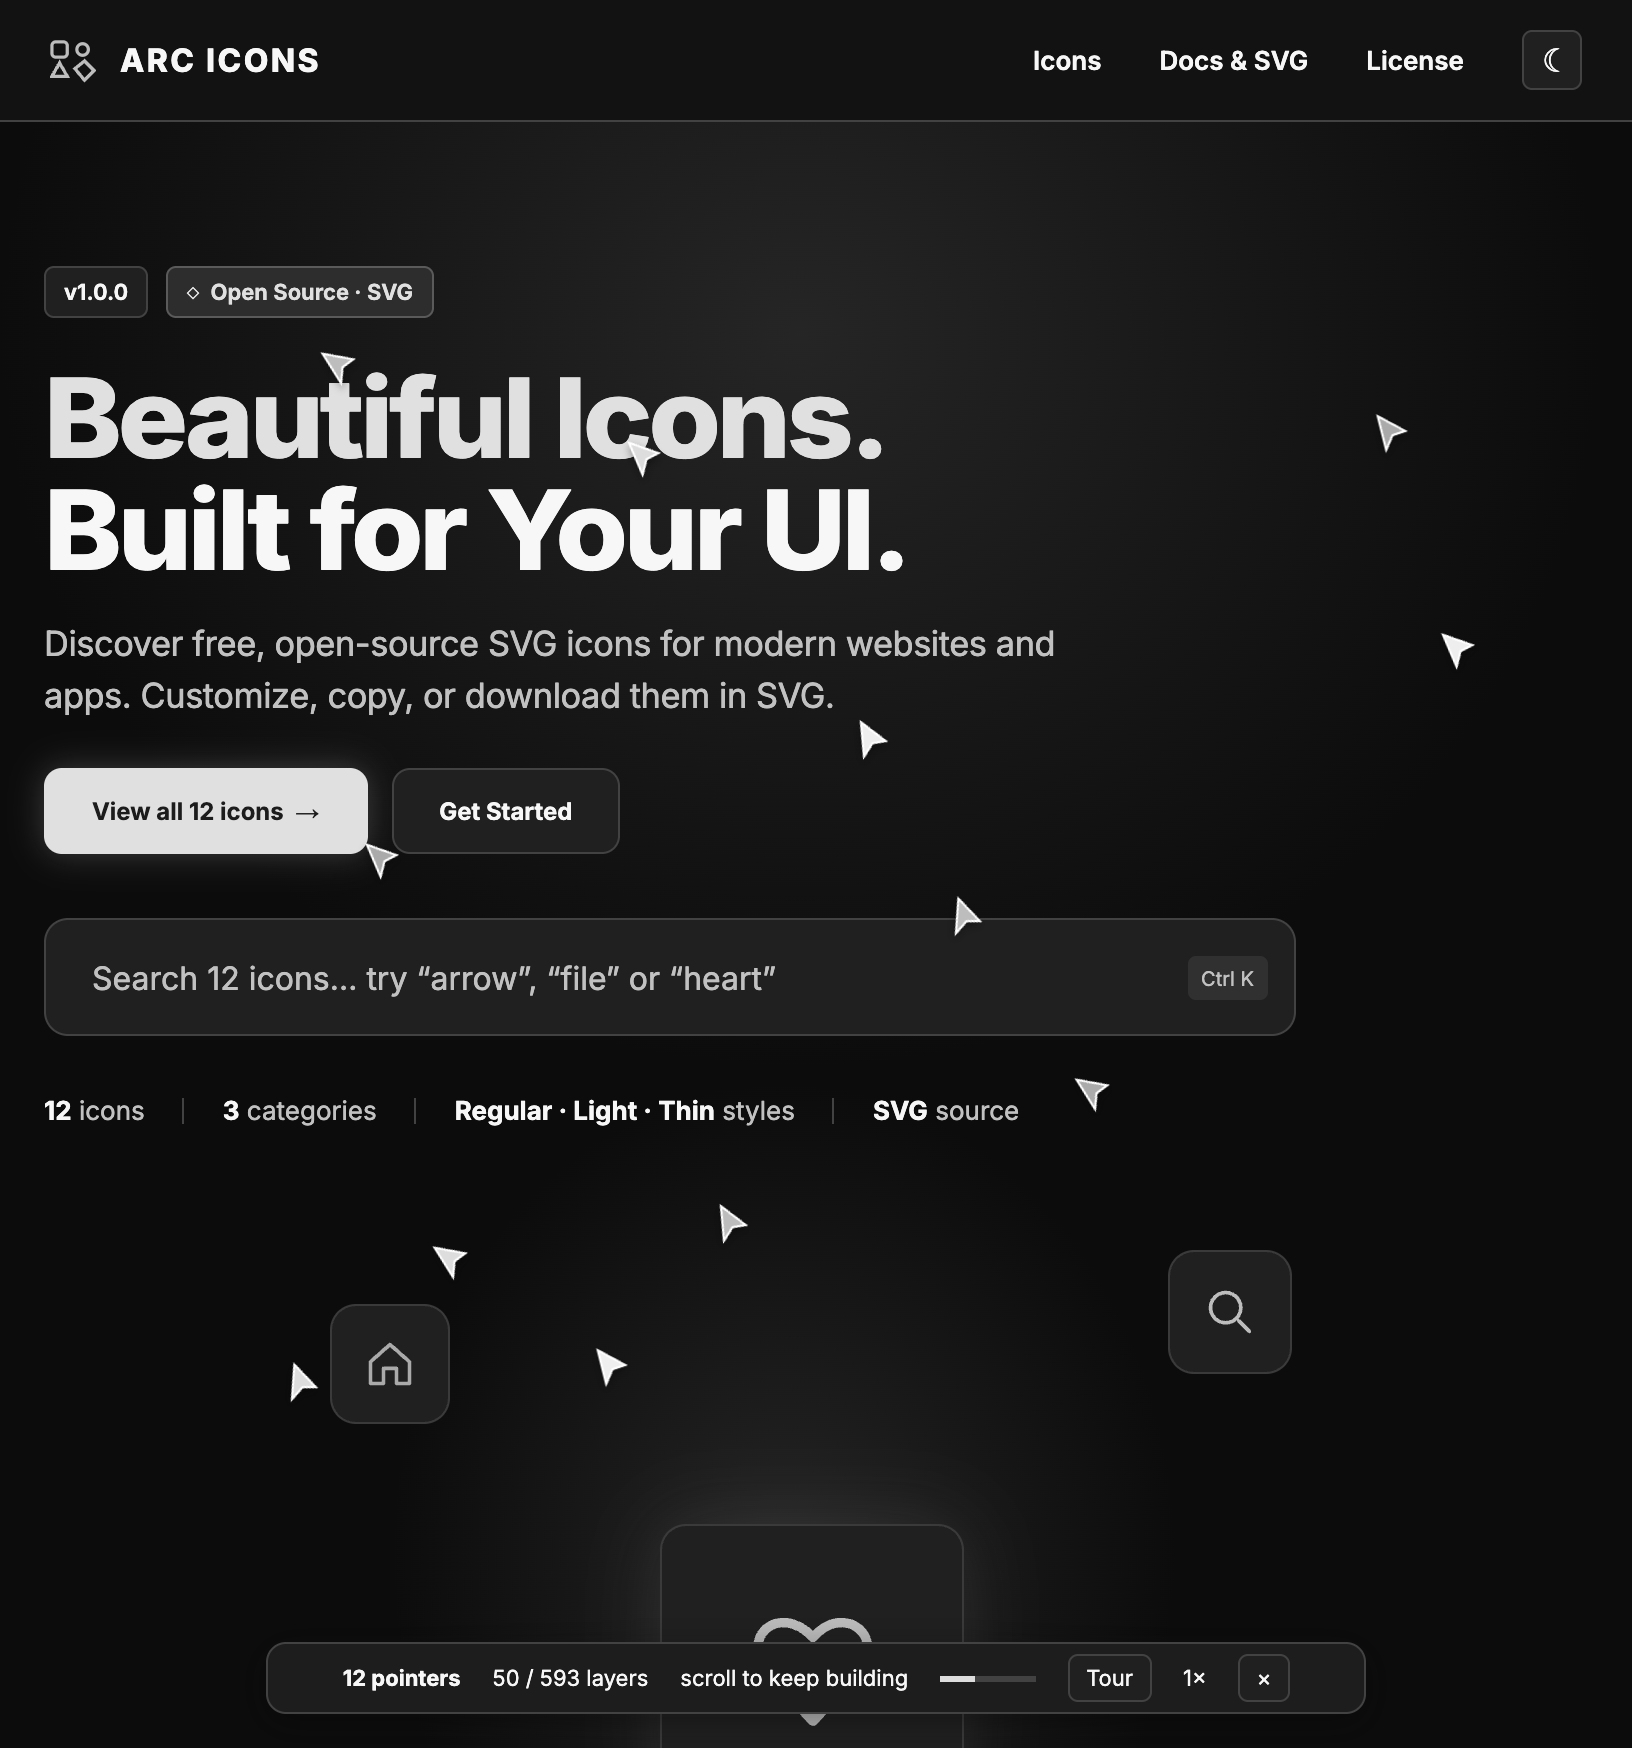 ARC ICONS
Icons
Docs & SVG
License
v1.0.0
Open Source · SVG
Beautiful Icons.
Built for Your UI.
Discover free, open-source SVG icons for modern websites and
apps. Customize, copy, or download them in SVG.
View all 12 icons →
Get Started
Search 12 icons... try “arrow”, “file” or “heart”
Ctrl K
12 icons
3 categories
Regular · Light · Thin styles
SVG source
12 pointers
50 / 593 layers
scroll to keep building
Tour
1×
×